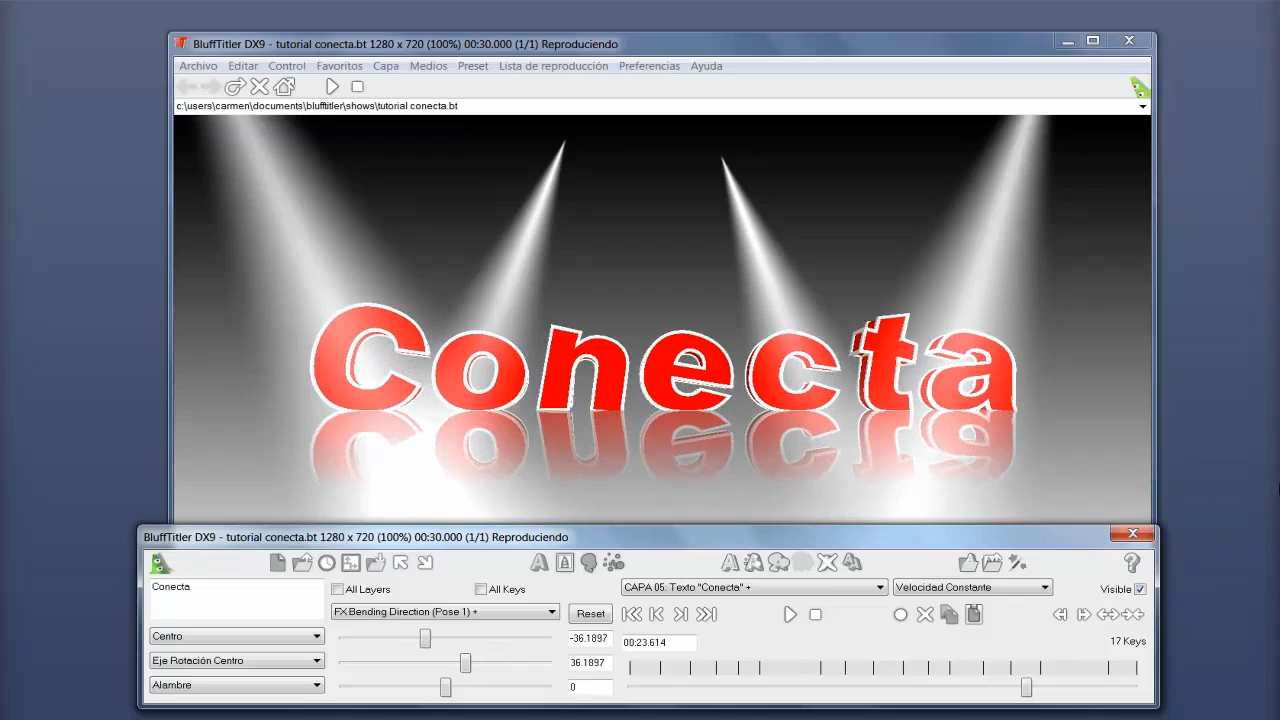 BluffTitler DX9 - tutorial conecta.bt 1280 x 720 (100%) 00:30.000 (1/1) Reproduciendo
Archivo Editar Control Favoritos Capa Medios Preset Lista de reproducción Preferencias Ayuda
c:\users\carmen\documents\blufftitler\shows\tutorial conecta.bt
Conecta
BluffTitler DX9 - tutorial conecta.bt 1280 x 720 (100%) 00:30.000 (1/1) Reproduciendo
Conecta
All Layers All Keys CAPA 05: Texto "Conecta" + Velocidad Constante Visible
FX Bending Direction (Pose 1) + Reset
Centro -36.1897 00:23.614 17 Keys
Eje Rotación Centro 36.1897
Alambre 0